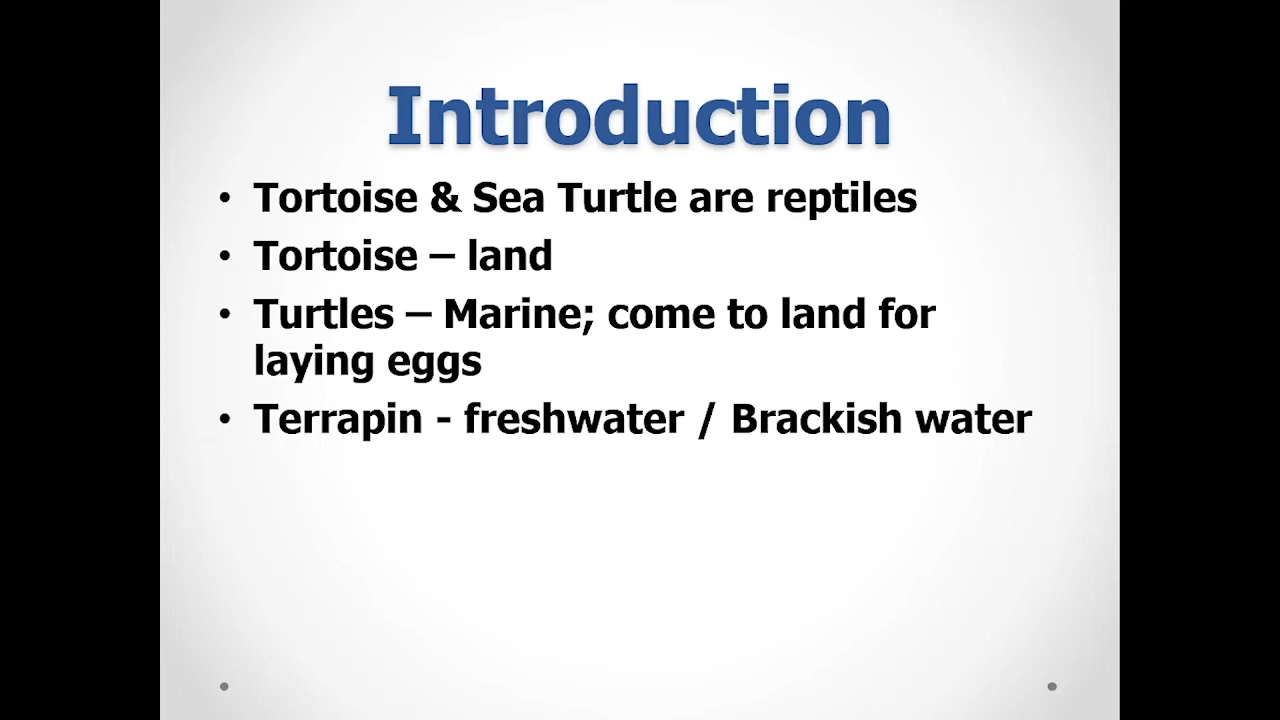 Introduction
• Tortoise & Sea Turtle are reptiles
• Tortoise – land
• Turtles – Marine; come to land for
laying eggs
• Terrapin - freshwater / Brackish water